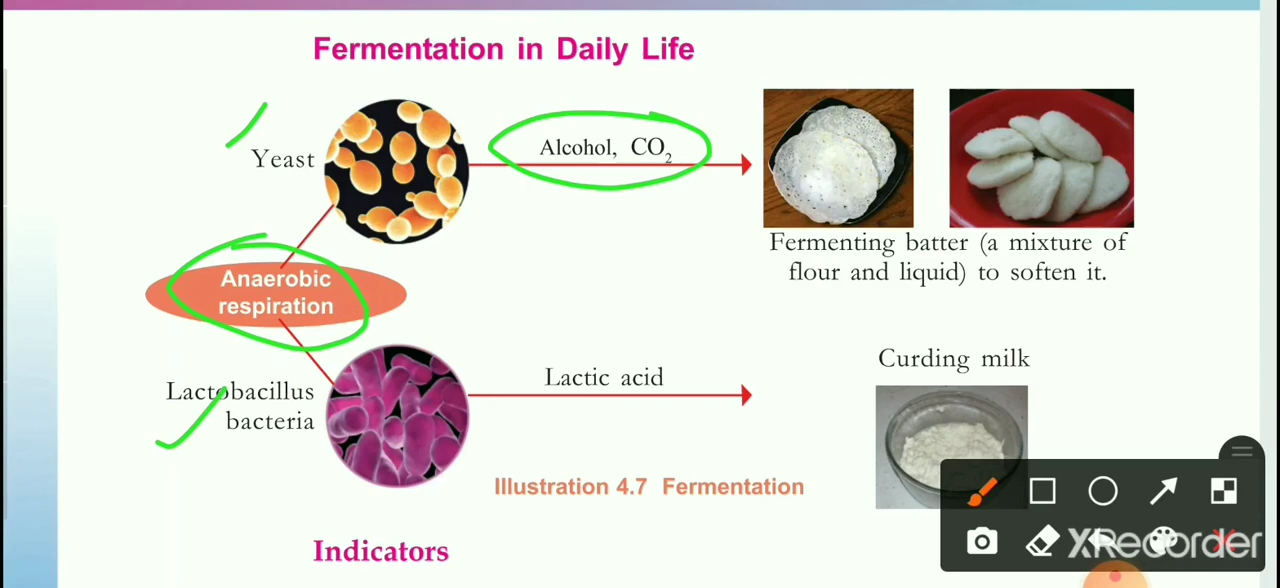 Fermentation in Daily Life
Alcohol, CO₂
Yeast
Fermenting batter (a mixture of
flour and liquid) to soften it.
Anaerobic
respiration
Curding milk
Lactic acid
Lactobacillus
bacteria
Illustration 4.7 Fermentation
XRecorder
Indicators